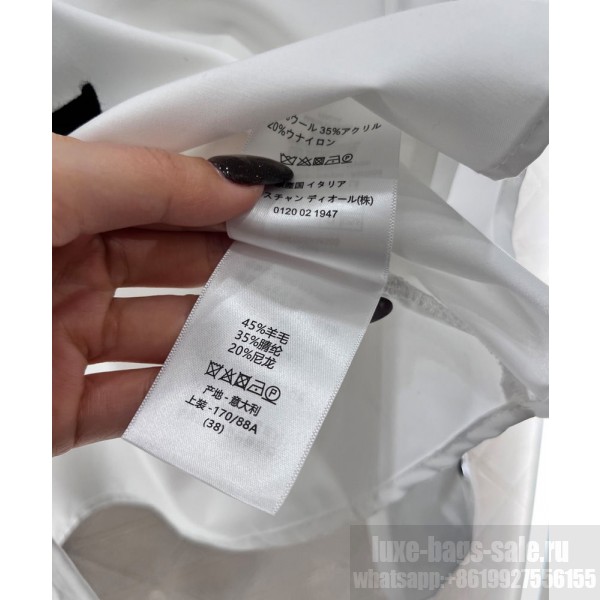 ウール 35%アクリル
20%ウナイロン
国 イタリア
スチャン ディオール(株)
0120 02 1947
45%羊毛
35%腈纶
20%尼龙
产地 - 意大利
上装 -170/88A
(38)
luxe-bags-sale.ru
whatsapp:+8619927556155